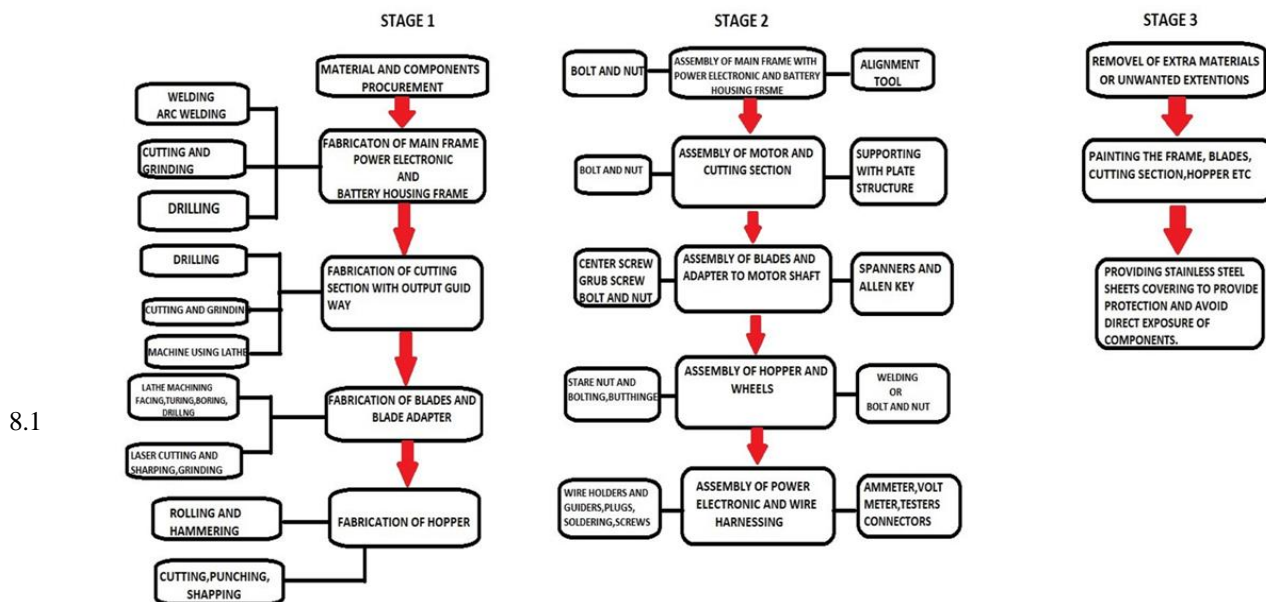 STAGE 1
MATERIAL AND COMPONENTS
PROCUREMENT
WELDING
ARC WELDING
CUTTING AND
GRINDING
DRILLING
FABRICATON OF MAIN FRAME
POWER ELECTRONIC
AND
BATTERY HOUSING FRAME
DRILLING
CUTTING AND GRINDIN
MACHINE USING LATHE
FABRICATION OF CUTTING
SECTION WITH OUTPUT GUID
WAY
LATHE MACHINING
FACING,TURING,BORING,
DRILLNG
LASER CUTTING AND
SHARPING,GRINDING
FABRICATION OF BLADES AND
BLADE ADAPTER
8.1
ROLLING AND
HAMMERING
CUTTING,PUNCHING,
SHAPPING
FABRICATION OF HOPPER
STAGE 2
BOLT AND NUT
ASSEMBLY OF MAIN FRAME WITH
POWER ELECTRONIC AND BATTERY
HOUSING FRSME
ALIGNMENT
TOOL
BOLT AND NUT
ASSEMBLY OF MOTOR AND
CUTTING SECTION
SUPPORTING
WITH PLATE
STRUCTURE
CENTER SCREW
GRUB SCREW
BOLT AND NUT
ASSEMBLY OF BLADES AND
ADAPTER TO MOTOR SHAFT
SPANNERS AND
ALLEN KEY
STARE NUT AND
BOLTING,BUTTHINGE
ASSEMBLY OF HOPPER AND
WHEELS
WELDING
OR
BOLT AND NUT
WIRE HOLDERS AND
GUIDERS,PLUGS,
SOLDERING,SCREWS
ASSEMBLY OF POWER
ELECTRONIC AND WIRE
HARNESSING
AMMETER,VOLT
METER,TESTERS
CONNECTORS
STAGE 3
REMOVEL OF EXTRA MATERIALS
OR UNWANTED EXTENTIONS
PAINTING THE FRAME, BLADES,
CUTTING SECTION,HOPPER ETC
PROVIDING STAINLESS STEEL
SHEETS COVERING TO PROVIDE
PROTECTION AND AVOID
DIRECT EXPOSURE OF
COMPONENTS.